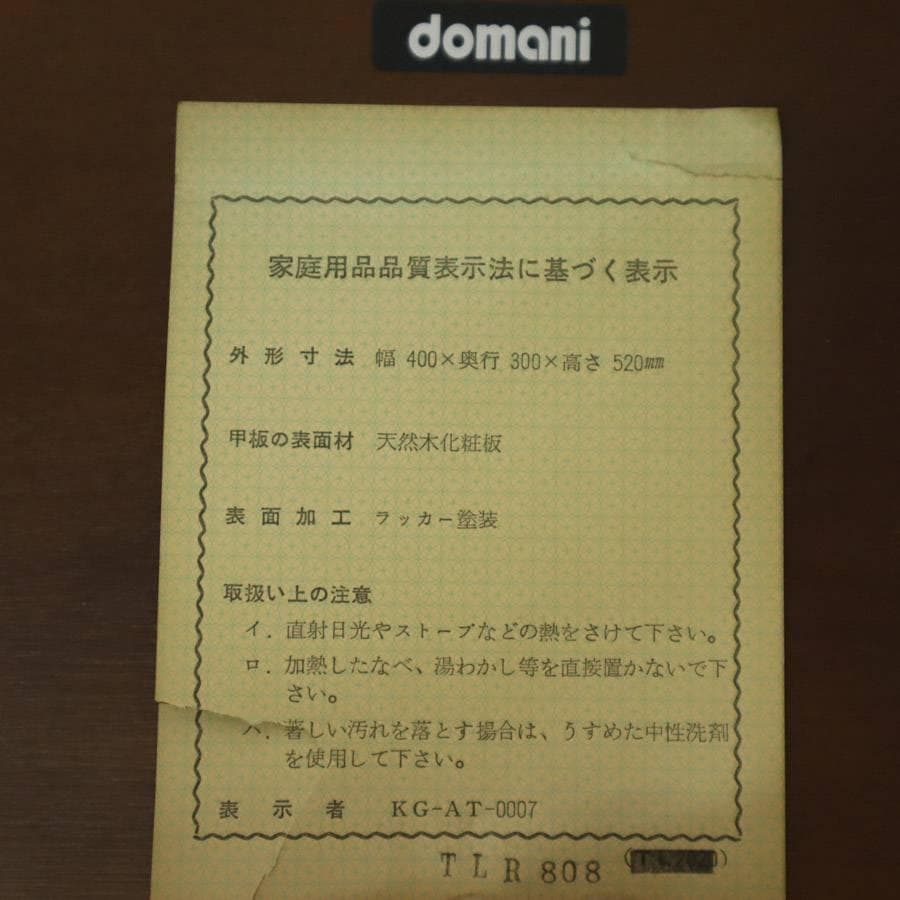 domani
家庭用品品質表示法に基づく表示
外形寸法 幅 400×奥行 300×高さ 520mm
甲板の表面材 天然木化粧板
表面加工 ラッカー塗装
取扱い上の注意
イ. 直射日光やストーブなどの熱をさけて下さい。
ロ. 加熱したなべ、湯わかし等を直接置かないで下
さい。
ハ. 著しい汚れを落とす場合は、うすめた中性洗剤
を使用して下さい。
表示者 KG-AT-0007
TLR 808